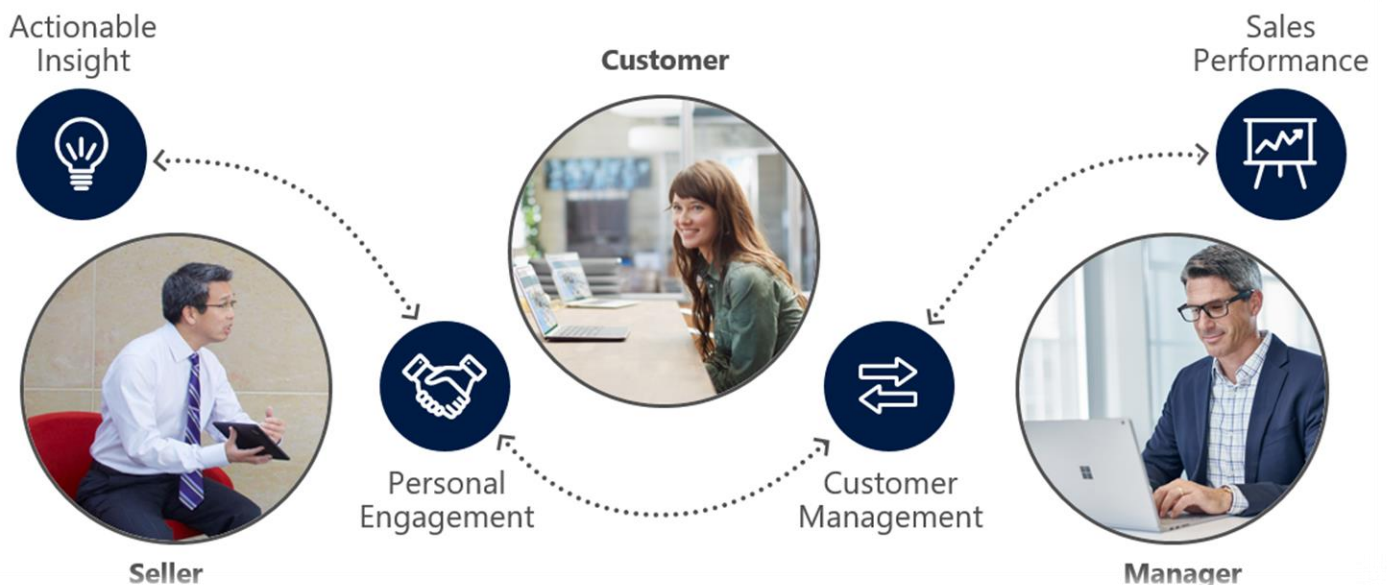 Actionable
Insight
Customer
Sales
Performance
Personal
Engagement
Customer
Management
Seller
Manager